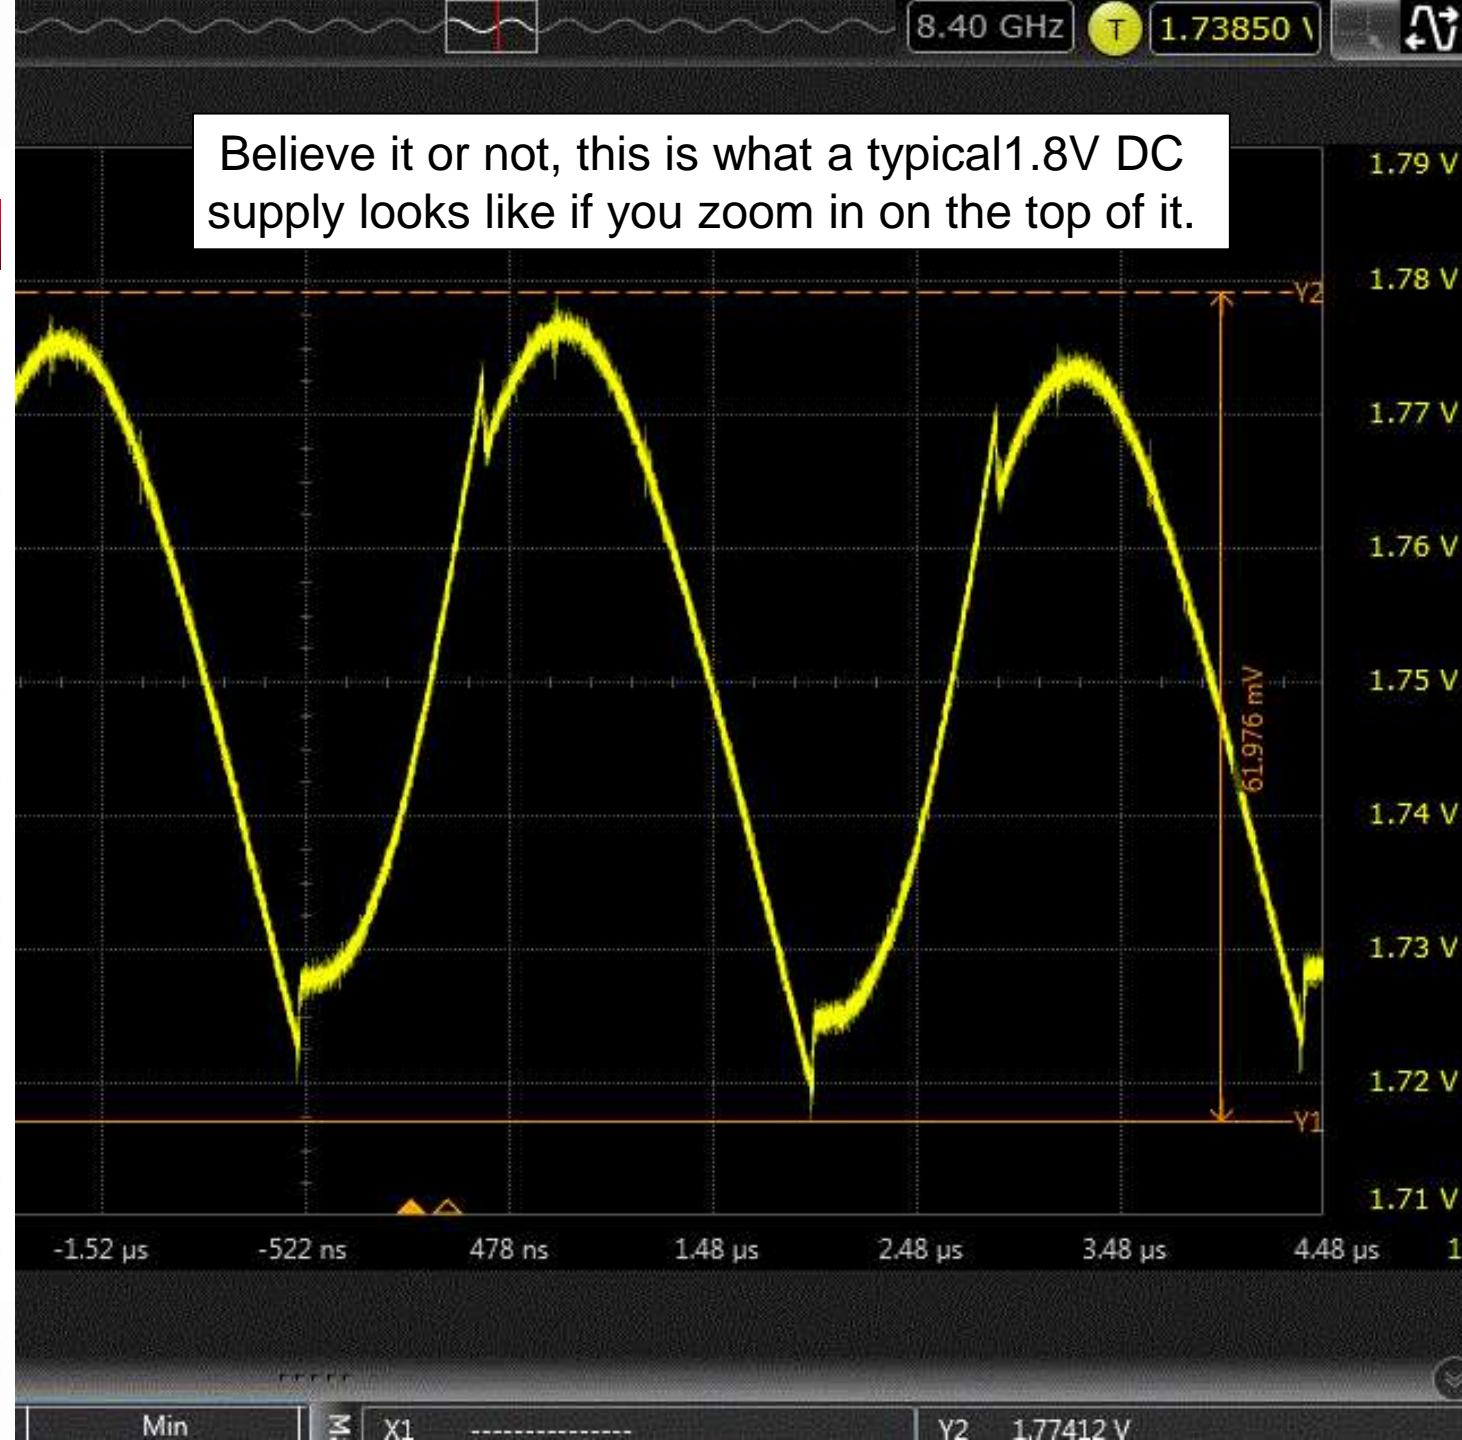 8.40 GHz T 1.73850 V
Believe it or not, this is what a typical1.8V DC
supply looks like if you zoom in on the top of it.
1.79 V
1.78 V
Y2
1.77 V
1.76 V
1.75 V
61.976 mV
1.74 V
1.73 V
1.72 V
Y1
1.71 V
-1.52 µs -522 ns 478 ns 1.48 µs 2.48 µs 3.48 µs 4.48 µs 1
Min X1 --------------- Y2 1.77412 V